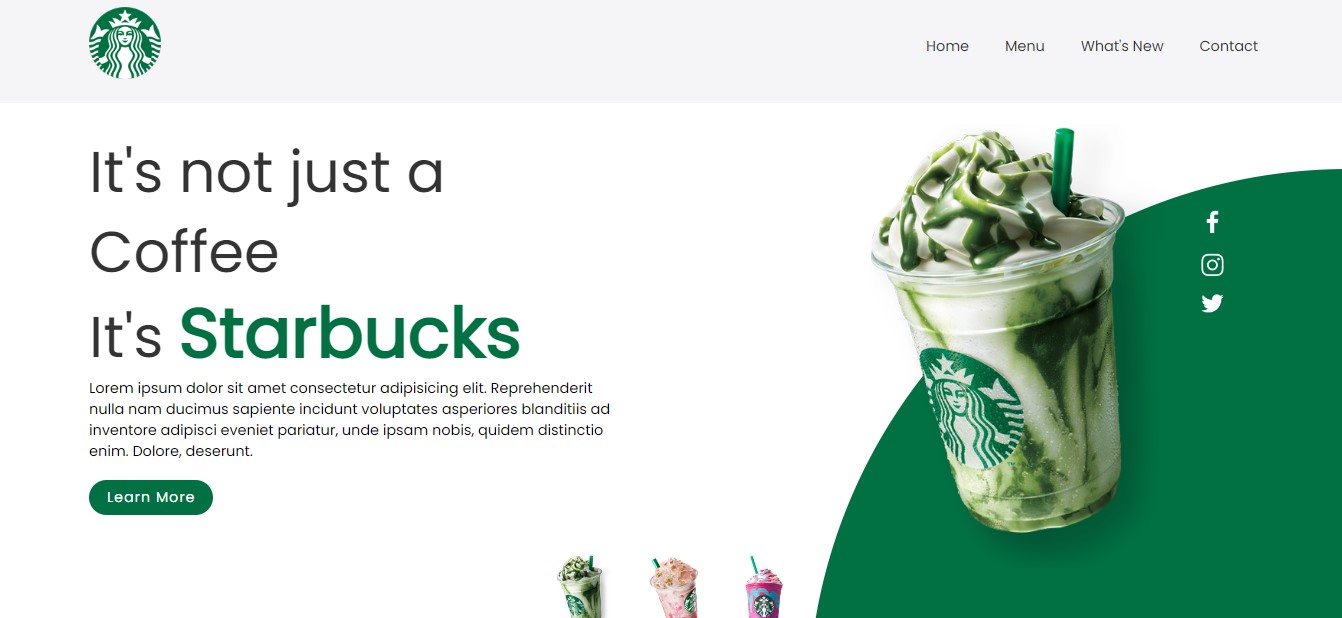 Home
Menu
What's New
Contact
It's not just a
Coffee
It's Starbucks
Lorem ipsum dolor sit amet consectetur adipisicing elit. Reprehenderit
nulla nam ducimus sapiente incidunt voluptates asperiores blanditiis ad
inventore adipisci eveniet pariatur, unde ipsam nobis, quidem distinctio
enim. Dolore, deserunt.
Learn More